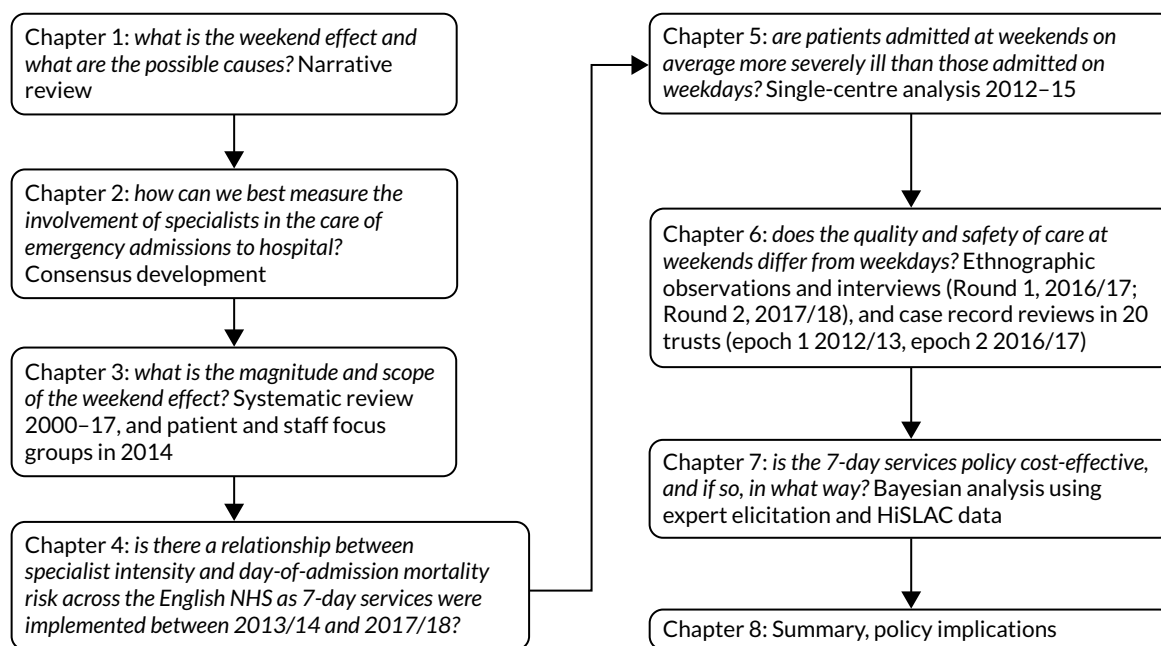 Chapter 1: what is the weekend effect and
what are the possible causes? Narrative
review
Chapter 2: how can we best measure the
involvement of specialists in the care of
emergency admissions to hospital?
Consensus development
Chapter 3: what is the magnitude and scope
of the weekend effect? Systematic review
2000–17, and patient and staff focus
groups in 2014
Chapter 4: is there a relationship between
specialist intensity and day-of-admission mortality
risk across the English NHS as 7-day services were
implemented between 2013/14 and 2017/18?
Chapter 5: are patients admitted at weekends on
average more severely ill than those admitted on
weekdays? Single-centre analysis 2012–15
Chapter 6: does the quality and safety of care at
weekends differ from weekdays? Ethnographic
observations and interviews (Round 1, 2016/17;
Round 2, 2017/18), and case record reviews in 20
trusts (epoch 1 2012/13, epoch 2 2016/17)
Chapter 7: is the 7-day services policy cost-effective,
and if so, in what way? Bayesian analysis using
expert elicitation and HiSLAC data
Chapter 8: Summary, policy implications